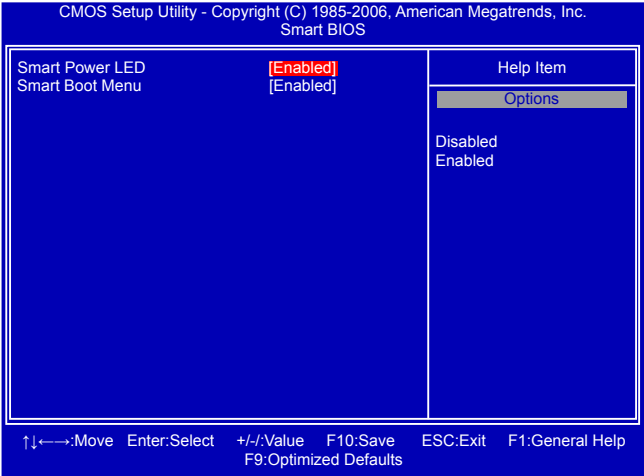 CMOS Setup Utility - Copyright (C) 1985-2006, American Megatrends, Inc.
Smart BIOS
Smart Power LED [Enabled]
Smart Boot Menu [Enabled]
Help Item
Options
Disabled
Enabled
↑↓←→:Move Enter:Select +/-/:Value F10:Save ESC:Exit F1:General Help
F9:Optimized Defaults